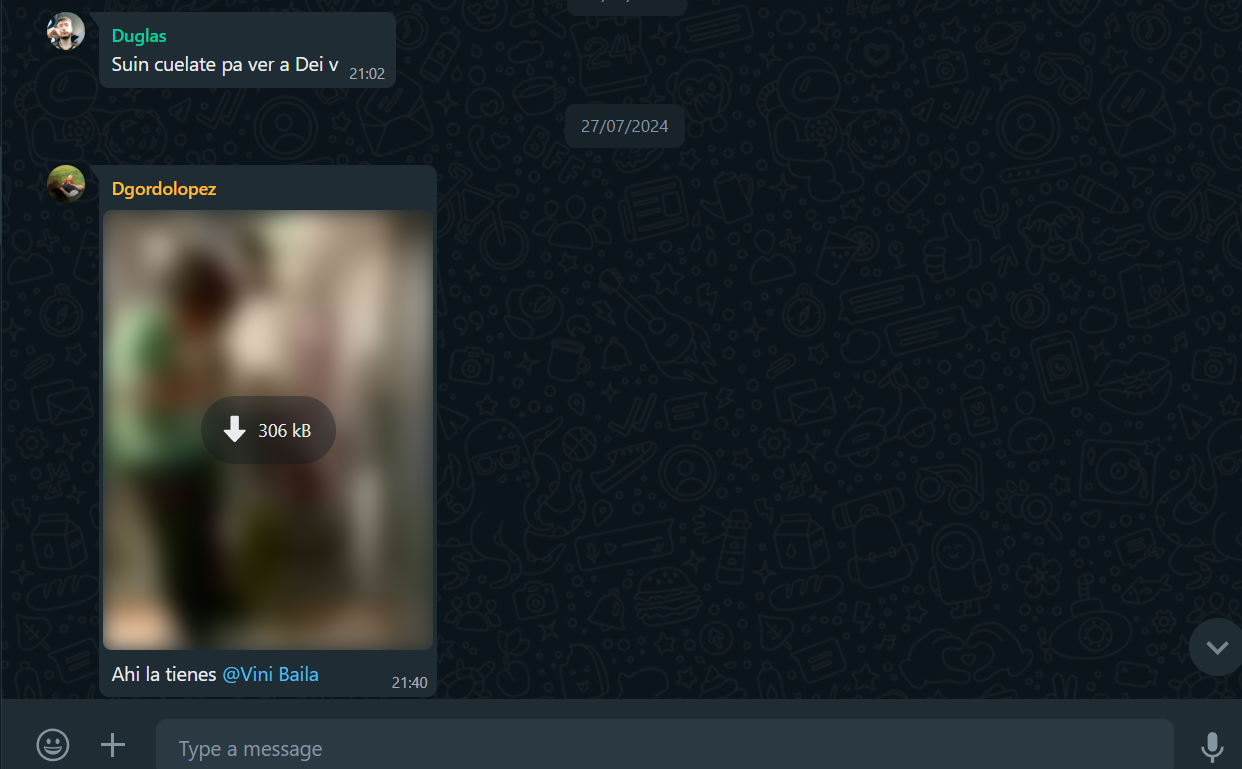 Duglas
Suin cuelate pa ver a Dei v
21:02
27/07/2024
Dgordolopez
306 kB
Ahi la tienes @Vini Baila
21:40
Type a message